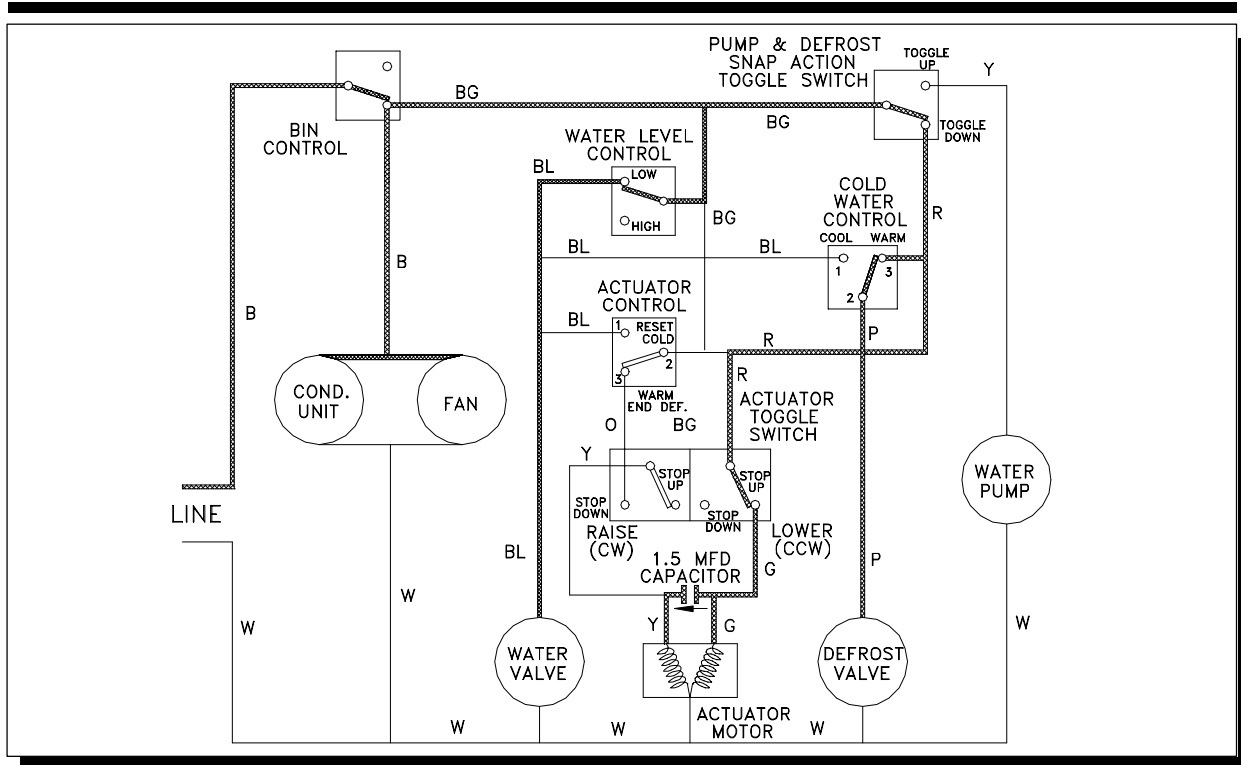 PUMP & DEFROST
SNAP ACTION
TOGGLE SWITCH
TOGGLE
UP
Y
BG
BG
TOGGLE
DOWN
BIN
CONTROL
WATER LEVEL
CONTROL
BL
LOW
HIGH
BG
COLD
WATER
CONTROL
R
COOL
WARM
BL
BL
1
3
2
B
B
ACTUATOR
CONTROL
BL
1
RESET
COLD
2
3
WARM
END DEF.
R
P
R
COND.
UNIT
FAN
ACTUATOR
TOGGLE
SWITCH
O
BG
Y
STOP
UP
STOP
UP
STOP
DOWN
STOP
DOWN
WATER
PUMP
LINE
RAISE
(CW)
LOWER
(CCW)
BL
1.5 MFD
CAPACITOR
G
P
W
W
Y
G
W
WATER
VALVE
DEFROST
VALVE
ACTUATOR
MOTOR
W
W
W